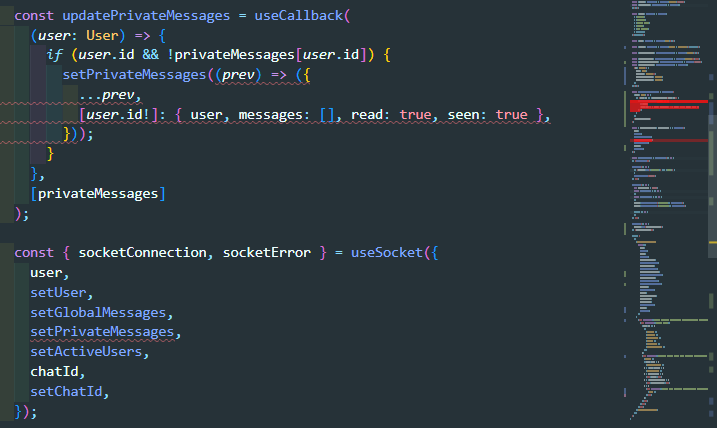 const updatePrivateMessages = useCallback(
(user: User) => {
if (user.id && !privateMessages[user.id]) {
setPrivateMessages((prev) => ({
...prev,
[user.id!]: { user, messages: [], read: true, seen: true },
}));
}
},
[privateMessages]
);
const { socketConnection, socketError } = useSocket({
user,
setUser,
setGlobalMessages,
setPrivateMessages,
setActiveUsers,
chatId,
setChatId,
});